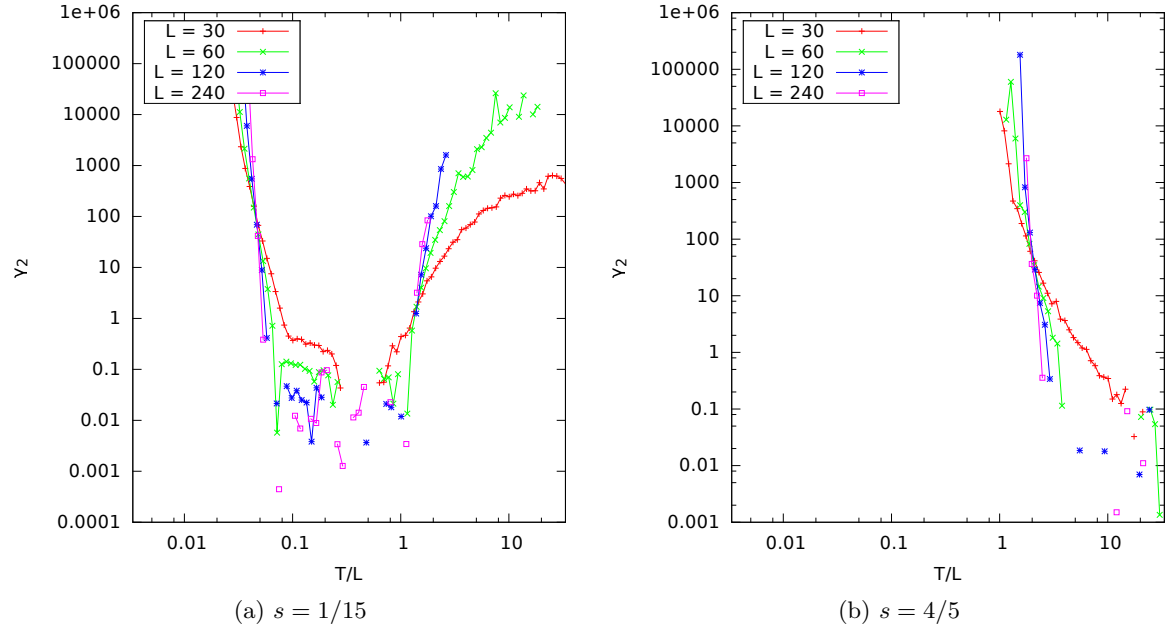 1e+06
100000
10000
1000
100
10
1
0.1
0.01
0.001
0.0001
γ2
L = 30
L = 60
L = 120
L = 240
0.01 0.1 1 10
T/L
(a) s = 1/15
1e+06
100000
10000
1000
100
10
1
0.1
0.01
0.001
γ2
L = 30
L = 60
L = 120
L = 240
0.01 0.1 1 10
T/L
(b) s = 4/5